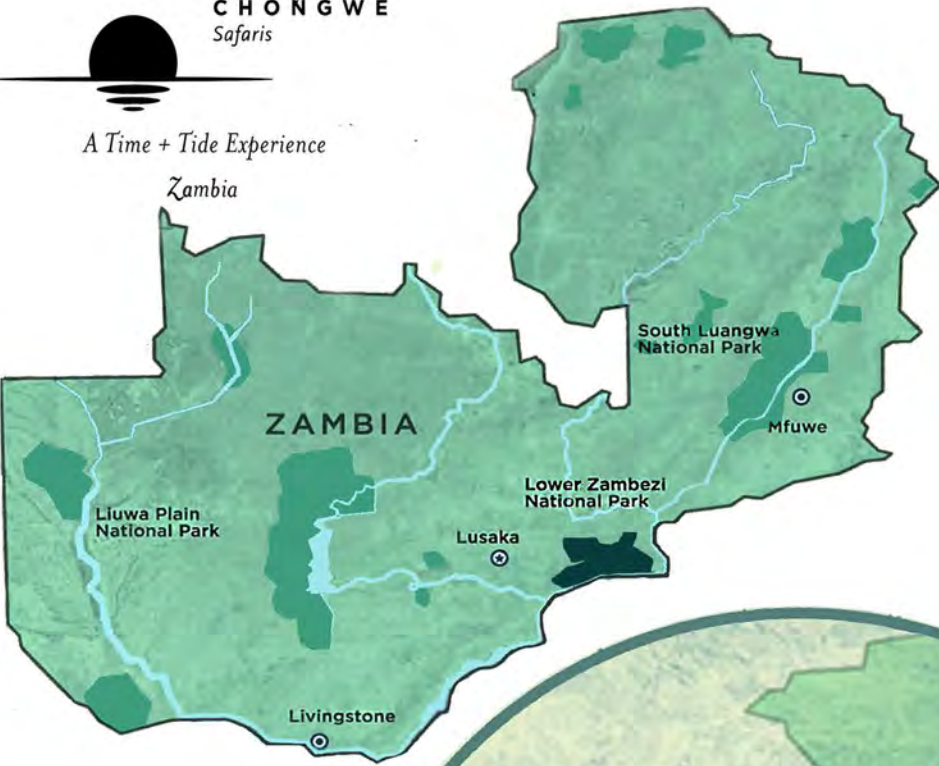 CHONGWE
Safaris
A Time + Tide Experience
Zambia
South Luangwa
National Park
ZAMBIA
Mfuwe
Lower Zambezi
National Park
Liuwa Plain
National Park
Lusaka
Livingstone